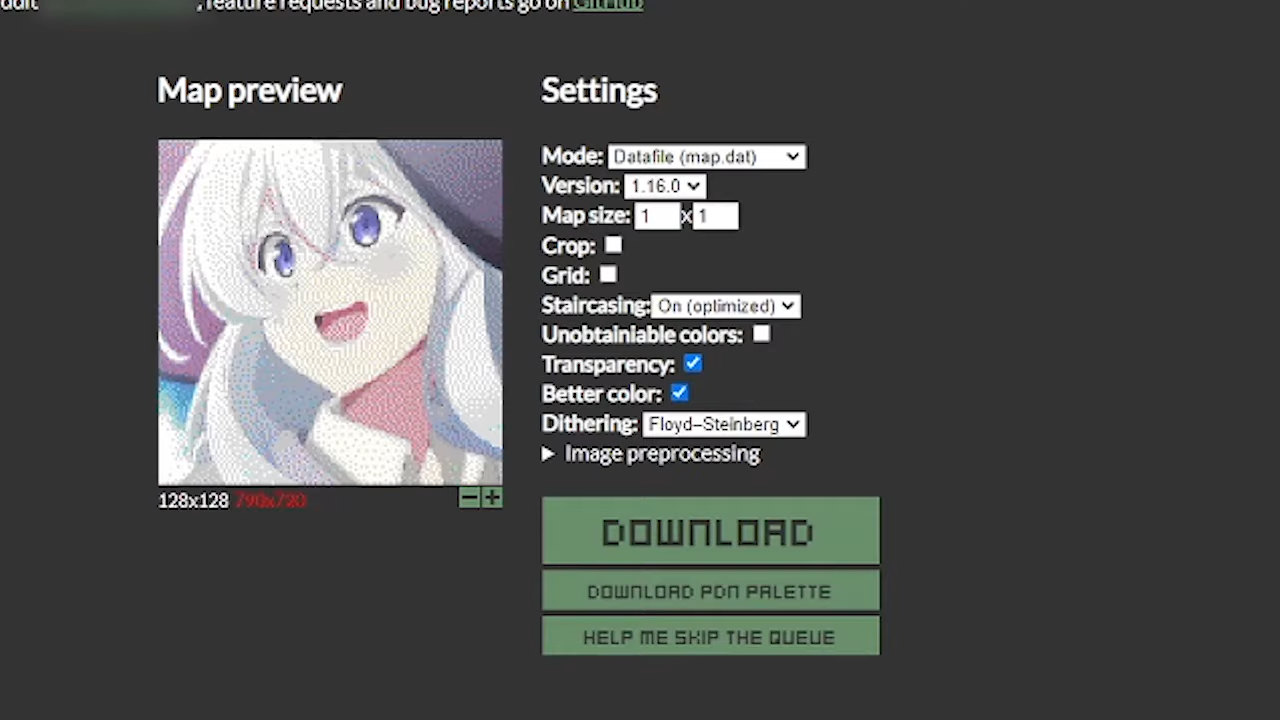 , feature requests and bug reports go on GitHub
Map preview
Settings
Mode: Datafile (map.dat)
Version: 1.16.0
Map size: 1 x 1
Crop:
Grid:
Staircasing: On (optimized)
Unobtainiable colors:
Transparency:
Better color:
Dithering: Floyd–Steinberg
Image preprocessing
128x128 790x720
− +
DOWNLOAD
DOWNLOAD PDN PALETTE
HELP ME SKIP THE QUEUE